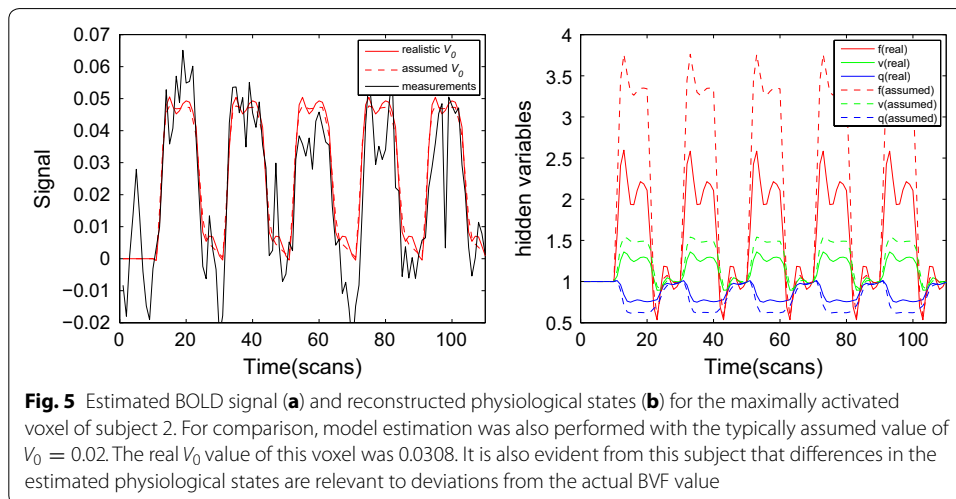 0.07
0.06
0.05
0.04
0.03
0.02
0.01
0
−0.01
−0.02
Signal
0 20 40 60 80 100
Time(scans)
realistic V0
assumed V0
measurements
4
3.5
3
2.5
2
1.5
1
0.5
hidden variables
0 20 40 60 80 100
Time(scans)
f(real)
v(real)
q(real)
f(assumed)
v(assumed)
q(assumed)
Fig. 5 Estimated BOLD signal (a) and reconstructed physiological states (b) for the maximally activated
voxel of subject 2. For comparison, model estimation was also performed with the typically assumed value of
V0 = 0.02. The real V0 value of this voxel was 0.0308. It is also evident from this subject that differences in the
estimated physiological states are relevant to deviations from the actual BVF value